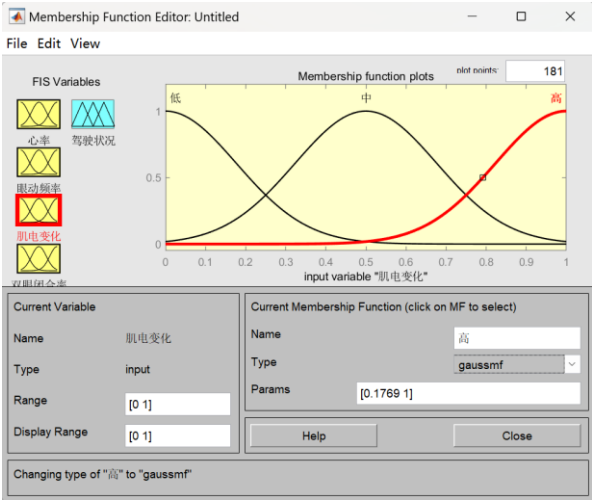 Membership Function Editor: Untitled
File Edit View
FIS Variables
Membership function plots
plot points:
181
低
中
高
心率
驾驶状况
眼动频率
肌电变化
双眼闭合率
1
0.5
0
0 0.1 0.2 0.3 0.4 0.5 0.6 0.7 0.8 0.9 1
input variable "肌电变化"
Current Variable
Name 肌电变化
Type input
Range [0 1]
Display Range [0 1]
Current Membership Function (click on MF to select)
Name 高
Type gaussmf
Params [0.1769 1]
Help Close
Changing type of "高" to "gaussmf"